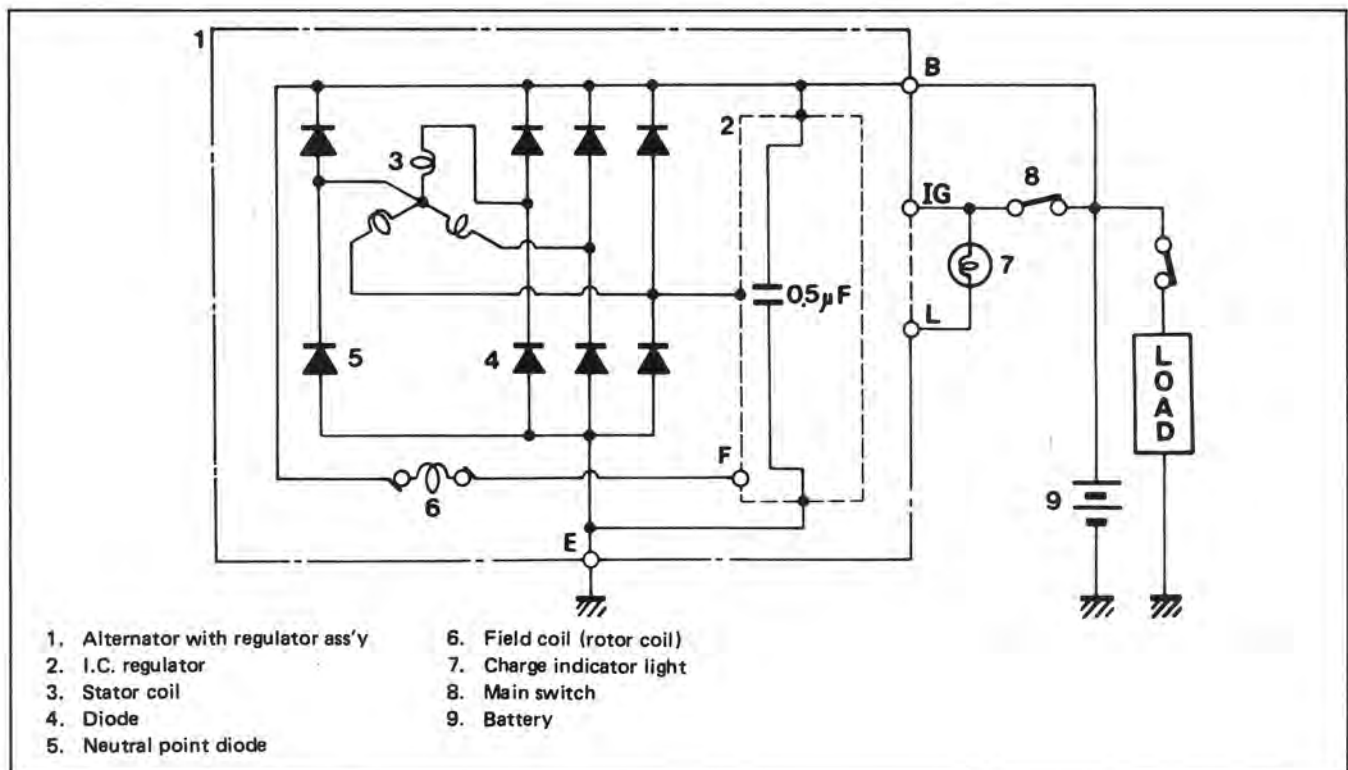 1
B
2
3
8
IG
7
0.5μF
L
5
4
LOAD
F
6
9
E
1. Alternator with regulator ass'y
2. I.C. regulator
3. Stator coil
4. Diode
5. Neutral point diode
6. Field coil (rotor coil)
7. Charge indicator light
8. Main switch
9. Battery